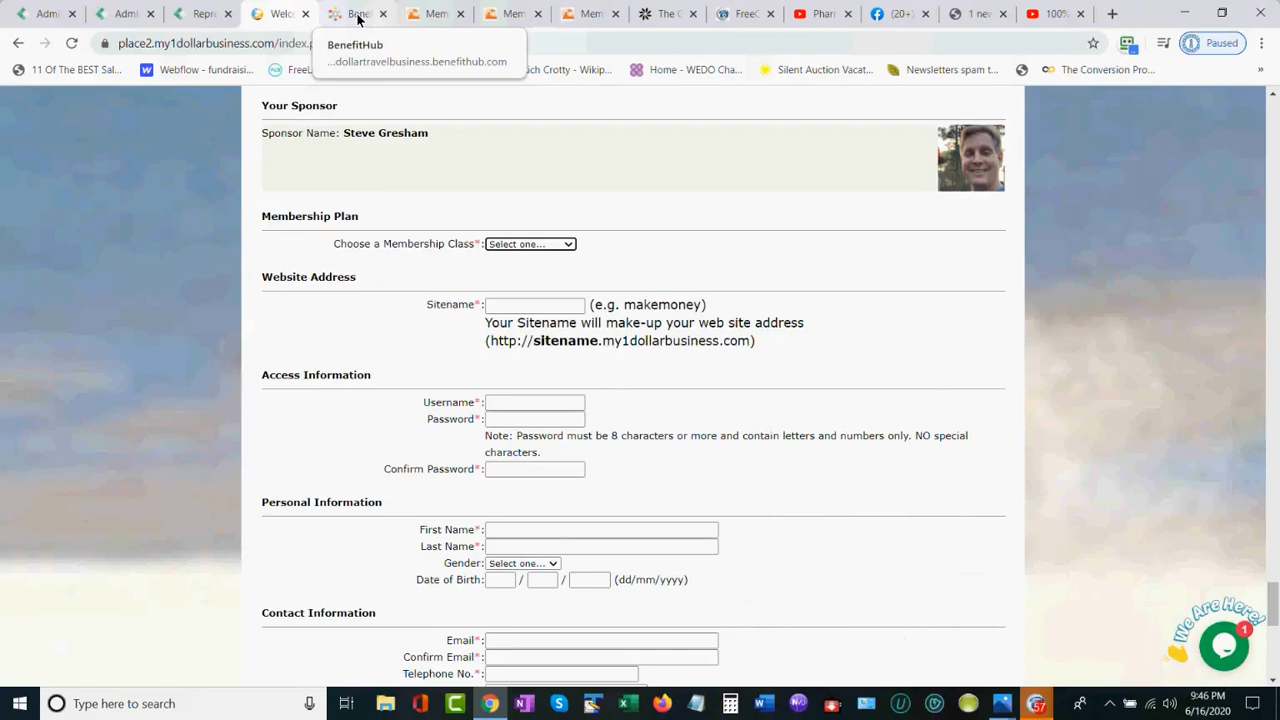 Admi
Admi
Repre
Welco
Bene
Mem
Mem
Mem
The C
FreeC
Pharr
(20+)
1 new
100%
place2.my1dollarbusiness.com/index.p
Paused
BenefitHub
...dollartravelbusiness.benefithub.com
11 Of The BEST Sal...
Webflow - fundraisi...
FreeL
uch Crotty - Wikip...
Home - WEDO Cha...
Silent Auction Vacat...
Newsletters spam t...
The Conversion Pro...
»
Your Sponsor
Sponsor Name: Steve Gresham
Membership Plan
Choose a Membership Class*: Select one...
Website Address
Sitename*: (e.g. makemoney)
Your Sitename will make-up your web site address
(http://sitename.my1dollarbusiness.com)
Access Information
Username*:
Password*:
Note: Password must be 8 characters or more and contain letters and numbers only. NO special
characters.
Confirm Password*:
Personal Information
First Name*:
Last Name*:
Gender: Select one...
Date of Birth: / / (dd/mm/yyyy)
Contact Information
Email*:
Confirm Email*:
Telephone No.*:
We Are Here!
1
Type here to search
57
9:46 PM
6/16/2020